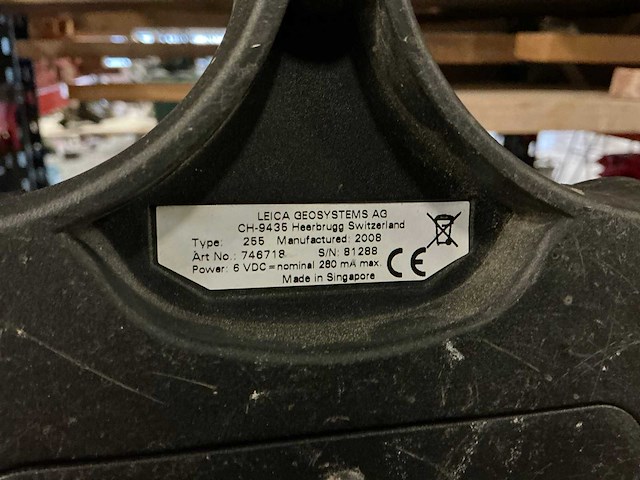 LEICA GEOSYSTEMS AG
CH-9435 Heerbrugg Switzerland
Type: 255 Manufactured: 2008
Art No.: 746718 S/N: 81288
Power: 6 VDC = nominal 280 mA max.
Made in Singapore
CE